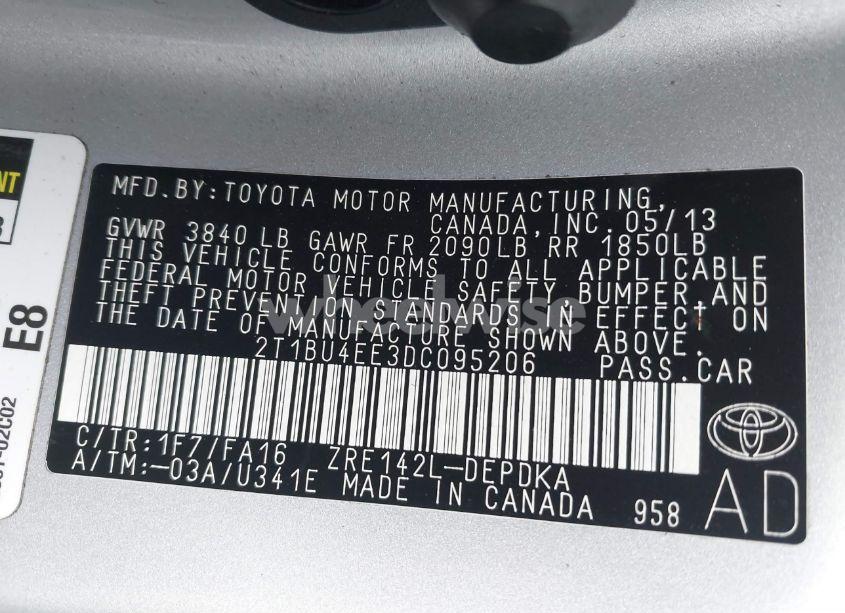 MFD.BY:TOYOTA MOTOR MANUFACTURING,
CANADA,INC. 05/13
GVWR 3840 LB GAWR FR 2090LB RR 1850LB
THIS VEHICLE CONFORMS TO ALL APPLICABLE
FEDERAL MOTOR VEHICLE SAFETY, BUMPER,AND
THEFT PREVENTION STANDARDS IN EFFECT ON
THE DATE OF MANUFACTURE SHOWN ABOVE.
2T1BU4EE3DC095206 PASS.CAR
C/TR:1F7/FA16 ZRE142L-DEPDKA
A/TM:-03A/U341E MADE IN CANADA 958 AD
wheelwise
E8